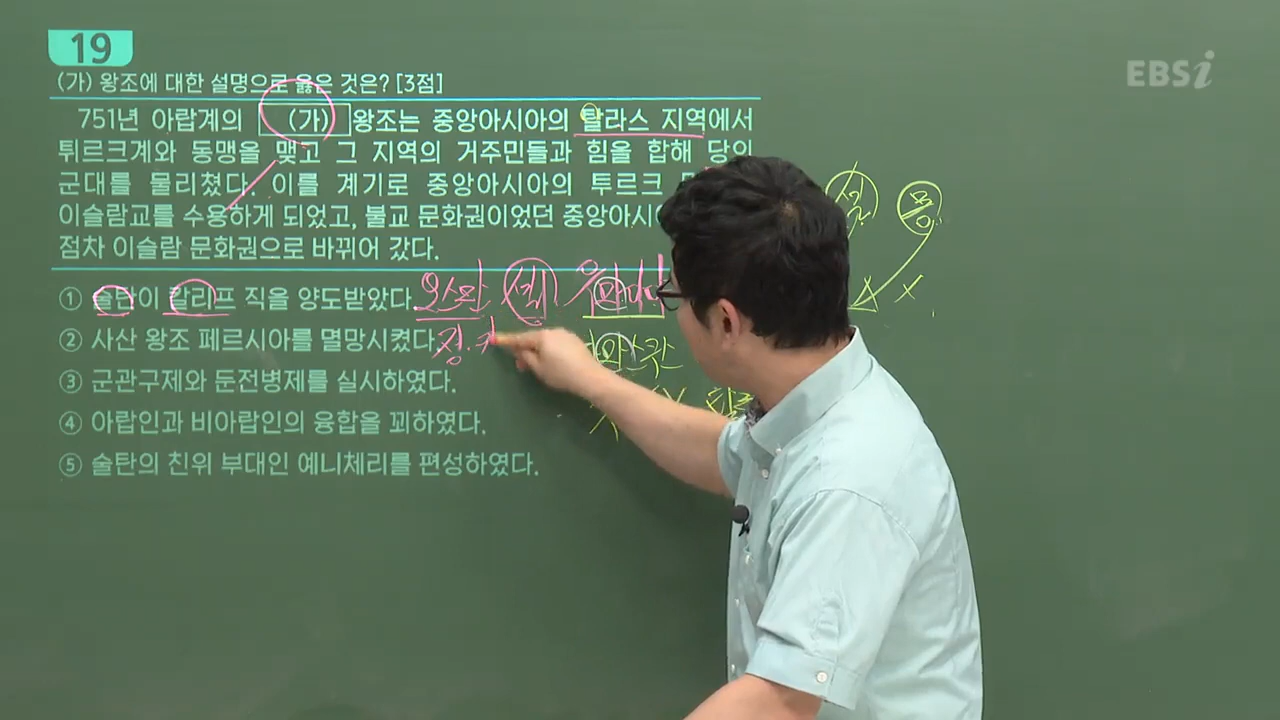 19
EBSi
(가) 왕조에 대한 설명으로 옳은 것은? [3점]
751년 아랍계의 (가) 왕조는 중앙아시아의 탈라스 지역에서
튀르크계와 동맹을 맺고 그 지역의 거주민들과 힘을 합해 당의
군대를 물리쳤다. 이를 계기로 중앙아시아의 투르크
이슬람교를 수용하게 되었고, 불교 문화권이었던
점차 이슬람 문화권으로 바뀌어 갔다.
① 술탄이 칼리프 직을 양도받았다.
오스만 셀
② 사산 왕조 페르시아를 멸망시켰다.
정
③ 군관구제와 둔전병제를 실시하였다.
④ 아랍인과 비아랍인의 융합을 꾀하였다.
⑤ 술탄의 친위 부대인 예니체리를 편성하였다.
셀 몽